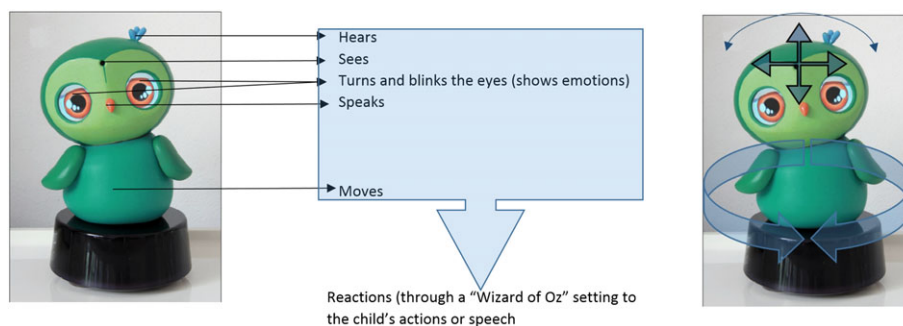 Hears
Sees
Turns and blinks the eyes (shows emotions)
Speaks
Moves
Reactions (through a “Wizard of Oz” setting to
the child’s actions or speech